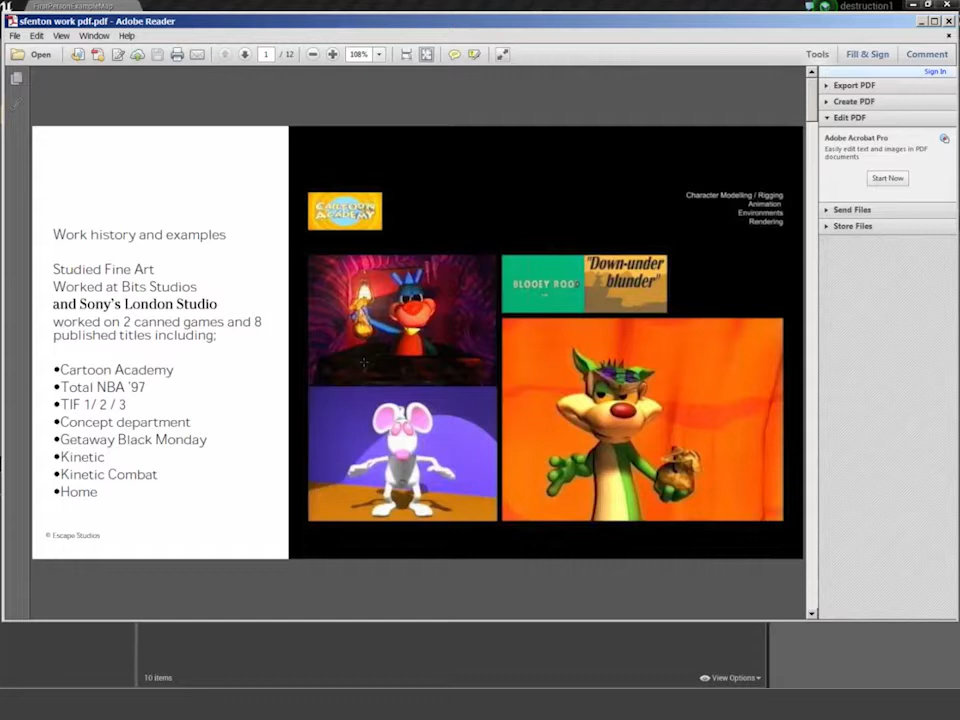 FirstPersonExampleMap
destruction1
sfenton work pdf.pdf - Adobe Reader
File Edit View Window Help
Open
1 / 12
108%
Tools Fill & Sign Comment
Sign In
Export PDF
Create PDF
Edit PDF
Adobe Acrobat Pro
Easily edit text and images in PDF
documents
Start Now
Send Files
Store Files
Work history and examples
Studied Fine Art
Worked at Bits Studios
and Sony's London Studio
worked on 2 canned games and 8
published titles including;
•Cartoon Academy
•Total NBA '97
•TIF 1/ 2 / 3
•Concept department
•Getaway Black Monday
•Kinetic
•Kinetic Combat
•Home
© Escape Studios
CARTOON
ACADEMY
Character Modelling / Rigging
Animation
Environments
Rendering
BLOOEY ROO
"Down-under
blunder"
10 items
View Options